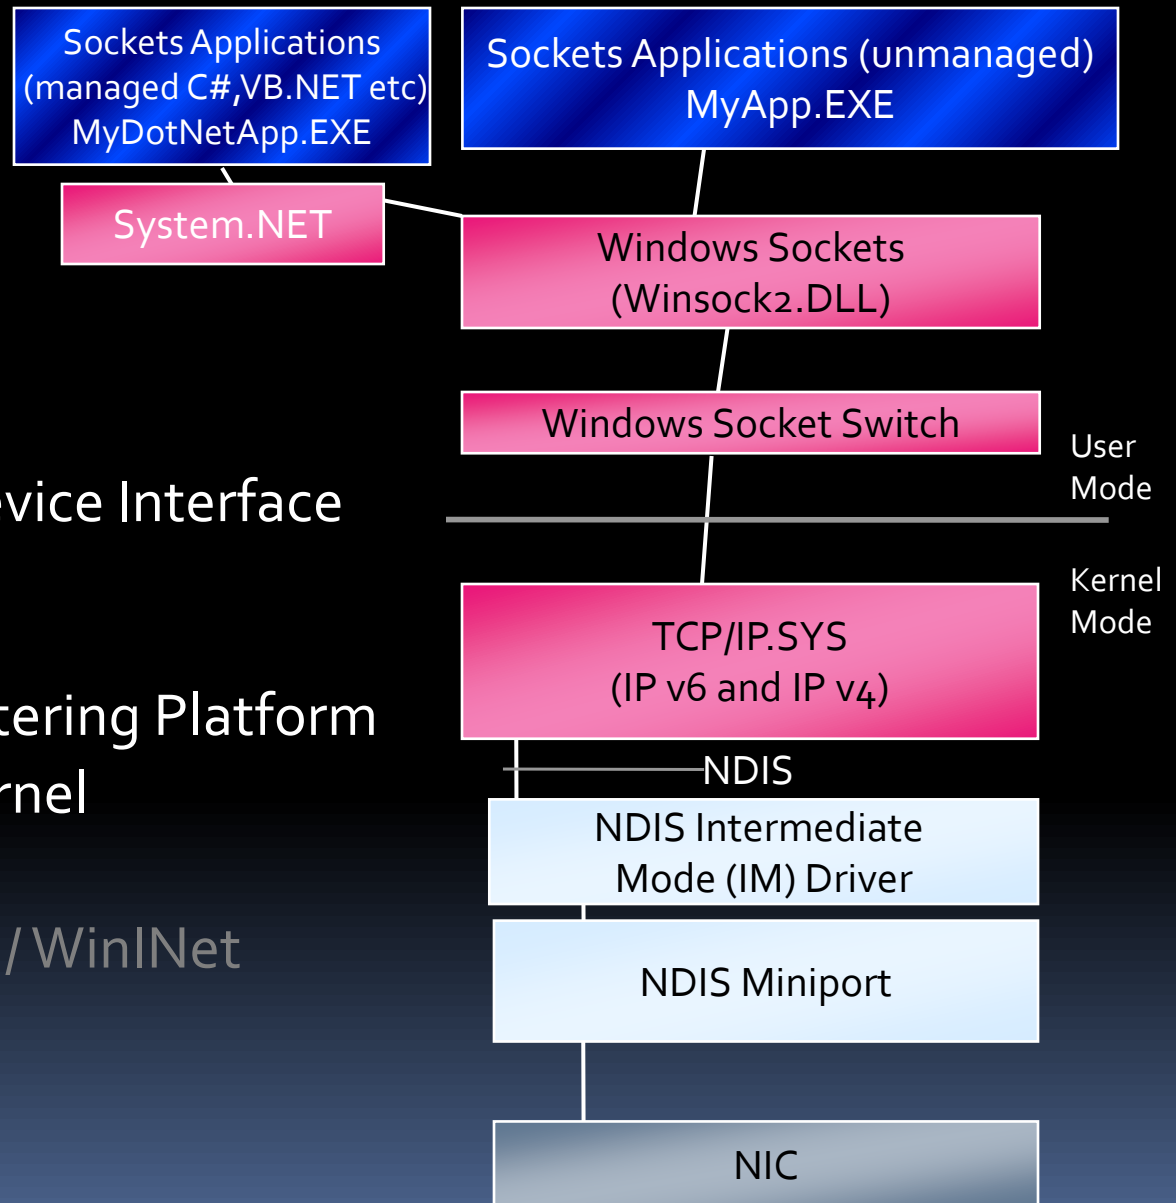 Sockets Applications
(managed C#,VB.NET etc)
MyDotNetApp.EXE
Sockets Applications (unmanaged)
MyApp.EXE
System.NET
Windows Sockets
(Winsock2.DLL)
Windows Socket Switch
User
Mode
evice Interface
Kernel
Mode
TCP/IP.SYS
(IP v6 and IP v4)
tering Platform
NDIS
rnel
NDIS Intermediate
Mode (IM) Driver
/ WinINet
NDIS Miniport
NIC